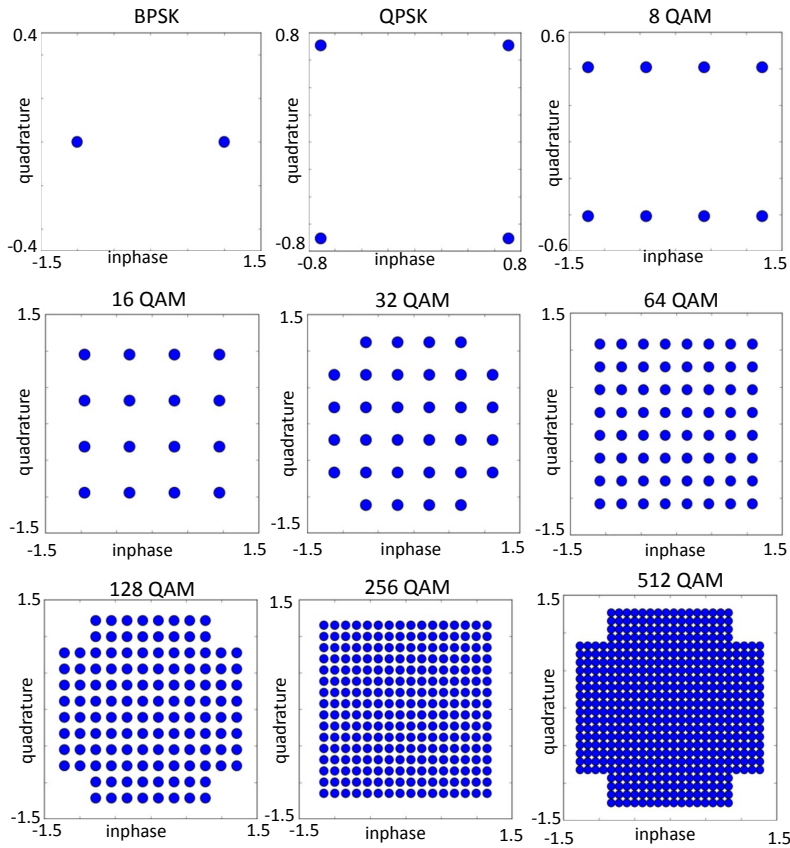 BPSK
0.4
quadrature
-0.4
-1.5
inphase
1.5
QPSK
0.8
quadrature
-0.8
-0.8
inphase
0.8
8 QAM
0.6
quadrature
-0.6
-1.5
inphase
1.5
16 QAM
1.5
quadrature
-1.5
-1.5
inphase
1.5
32 QAM
1.5
quadrature
-1.5
-1.5
inphase
1.5
64 QAM
1.5
quadrature
-1.5
-1.5
inphase
1.5
128 QAM
1.5
quadrature
-1.5
-1.5
inphase
1.5
256 QAM
1.5
quadrature
-1.5
-1.5
inphase
1.5
512 QAM
1.5
quadrature
-1.5
-1.5
inphase
1.5